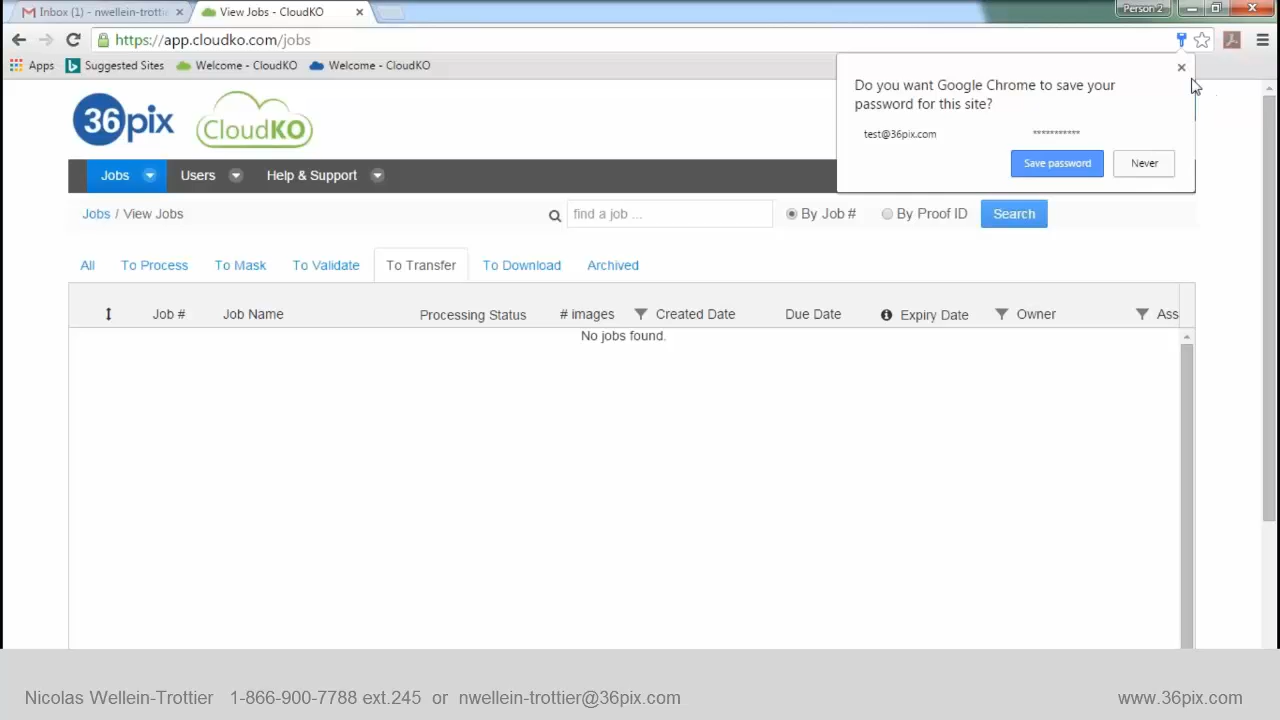 Inbox (1) - nwellein-trotti
View Jobs - CloudKO
Person 2
https://app.cloudko.com/jobs
Apps
Suggested Sites
Welcome - CloudKO
Welcome - CloudKO
Do you want Google Chrome to save your
password for this site?
test@36pix.com ***********
Save password
Never
36pix
CloudKO
Jobs
Users
Help & Support
Jobs / View Jobs
find a job ...
By Job #
By Proof ID
Search
All
To Process
To Mask
To Validate
To Transfer
To Download
Archived
Job #
Job Name
Processing Status
# images
Created Date
Due Date
Expiry Date
Owner
Ass
No jobs found.
Nicolas Wellein-Trottier 1-866-900-7788 ext.245 or nwellein-trottier@36pix.com
www.36pix.com